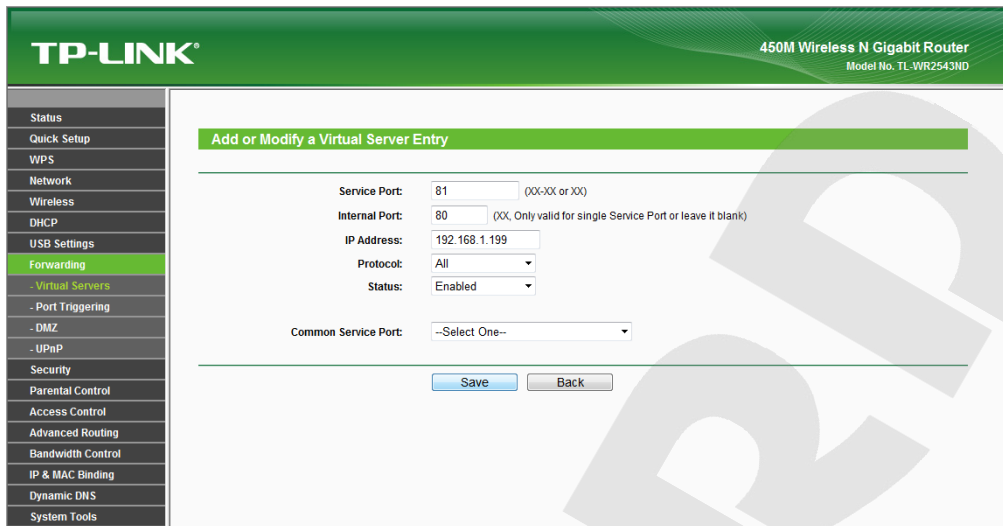 TP-LINK®
450M Wireless N Gigabit Router
Model No. TL-WR2543ND
Status
Quick Setup
WPS
Network
Wireless
DHCP
USB Settings
Forwarding
- Virtual Servers
- Port Triggering
- DMZ
- UPnP
Security
Parental Control
Access Control
Advanced Routing
Bandwidth Control
IP & MAC Binding
Dynamic DNS
System Tools
Add or Modify a Virtual Server Entry
Service Port: 81 (XX-XX or XX)
Internal Port: 80 (XX, Only valid for single Service Port or leave it blank)
IP Address: 192.168.1.199
Protocol: All
Status: Enabled
Common Service Port: --Select One--
Save Back